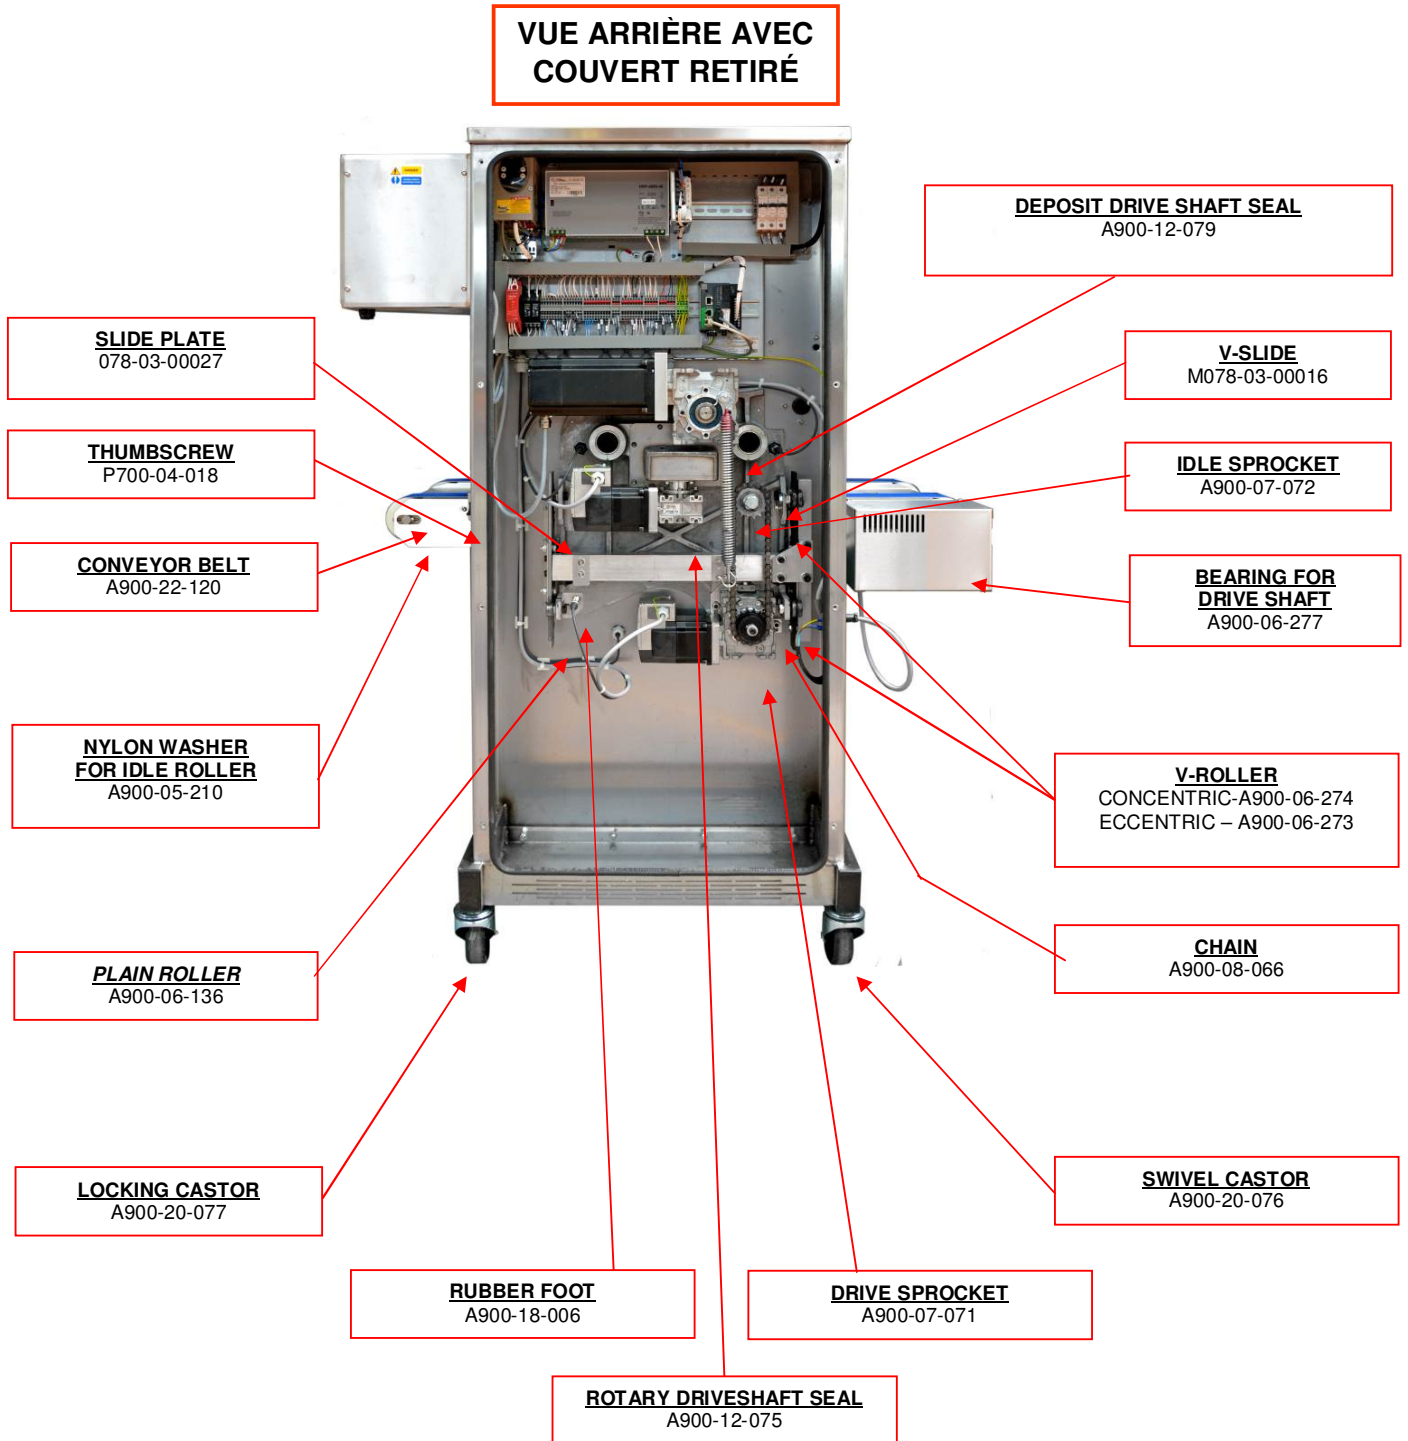 VUE ARRIÈRE AVEC
COUVERT RETIRÉ
DEPOSIT DRIVE SHAFT SEAL
A900-12-079
SLIDE PLATE
078-03-00027
V-SLIDE
M078-03-00016
THUMBSCREW
P700-04-018
IDLE SPROCKET
A900-07-072
CONVEYOR BELT
A900-22-120
BEARING FOR
DRIVE SHAFT
A900-06-277
NYLON WASHER
FOR IDLE ROLLER
A900-05-210
V-ROLLER
CONCENTRIC-A900-06-274
ECCENTRIC – A900-06-273
PLAIN ROLLER
A900-06-136
CHAIN
A900-08-066
LOCKING CASTOR
A900-20-077
SWIVEL CASTOR
A900-20-076
RUBBER FOOT
A900-18-006
DRIVE SPROCKET
A900-07-071
ROTARY DRIVESHAFT SEAL
A900-12-075